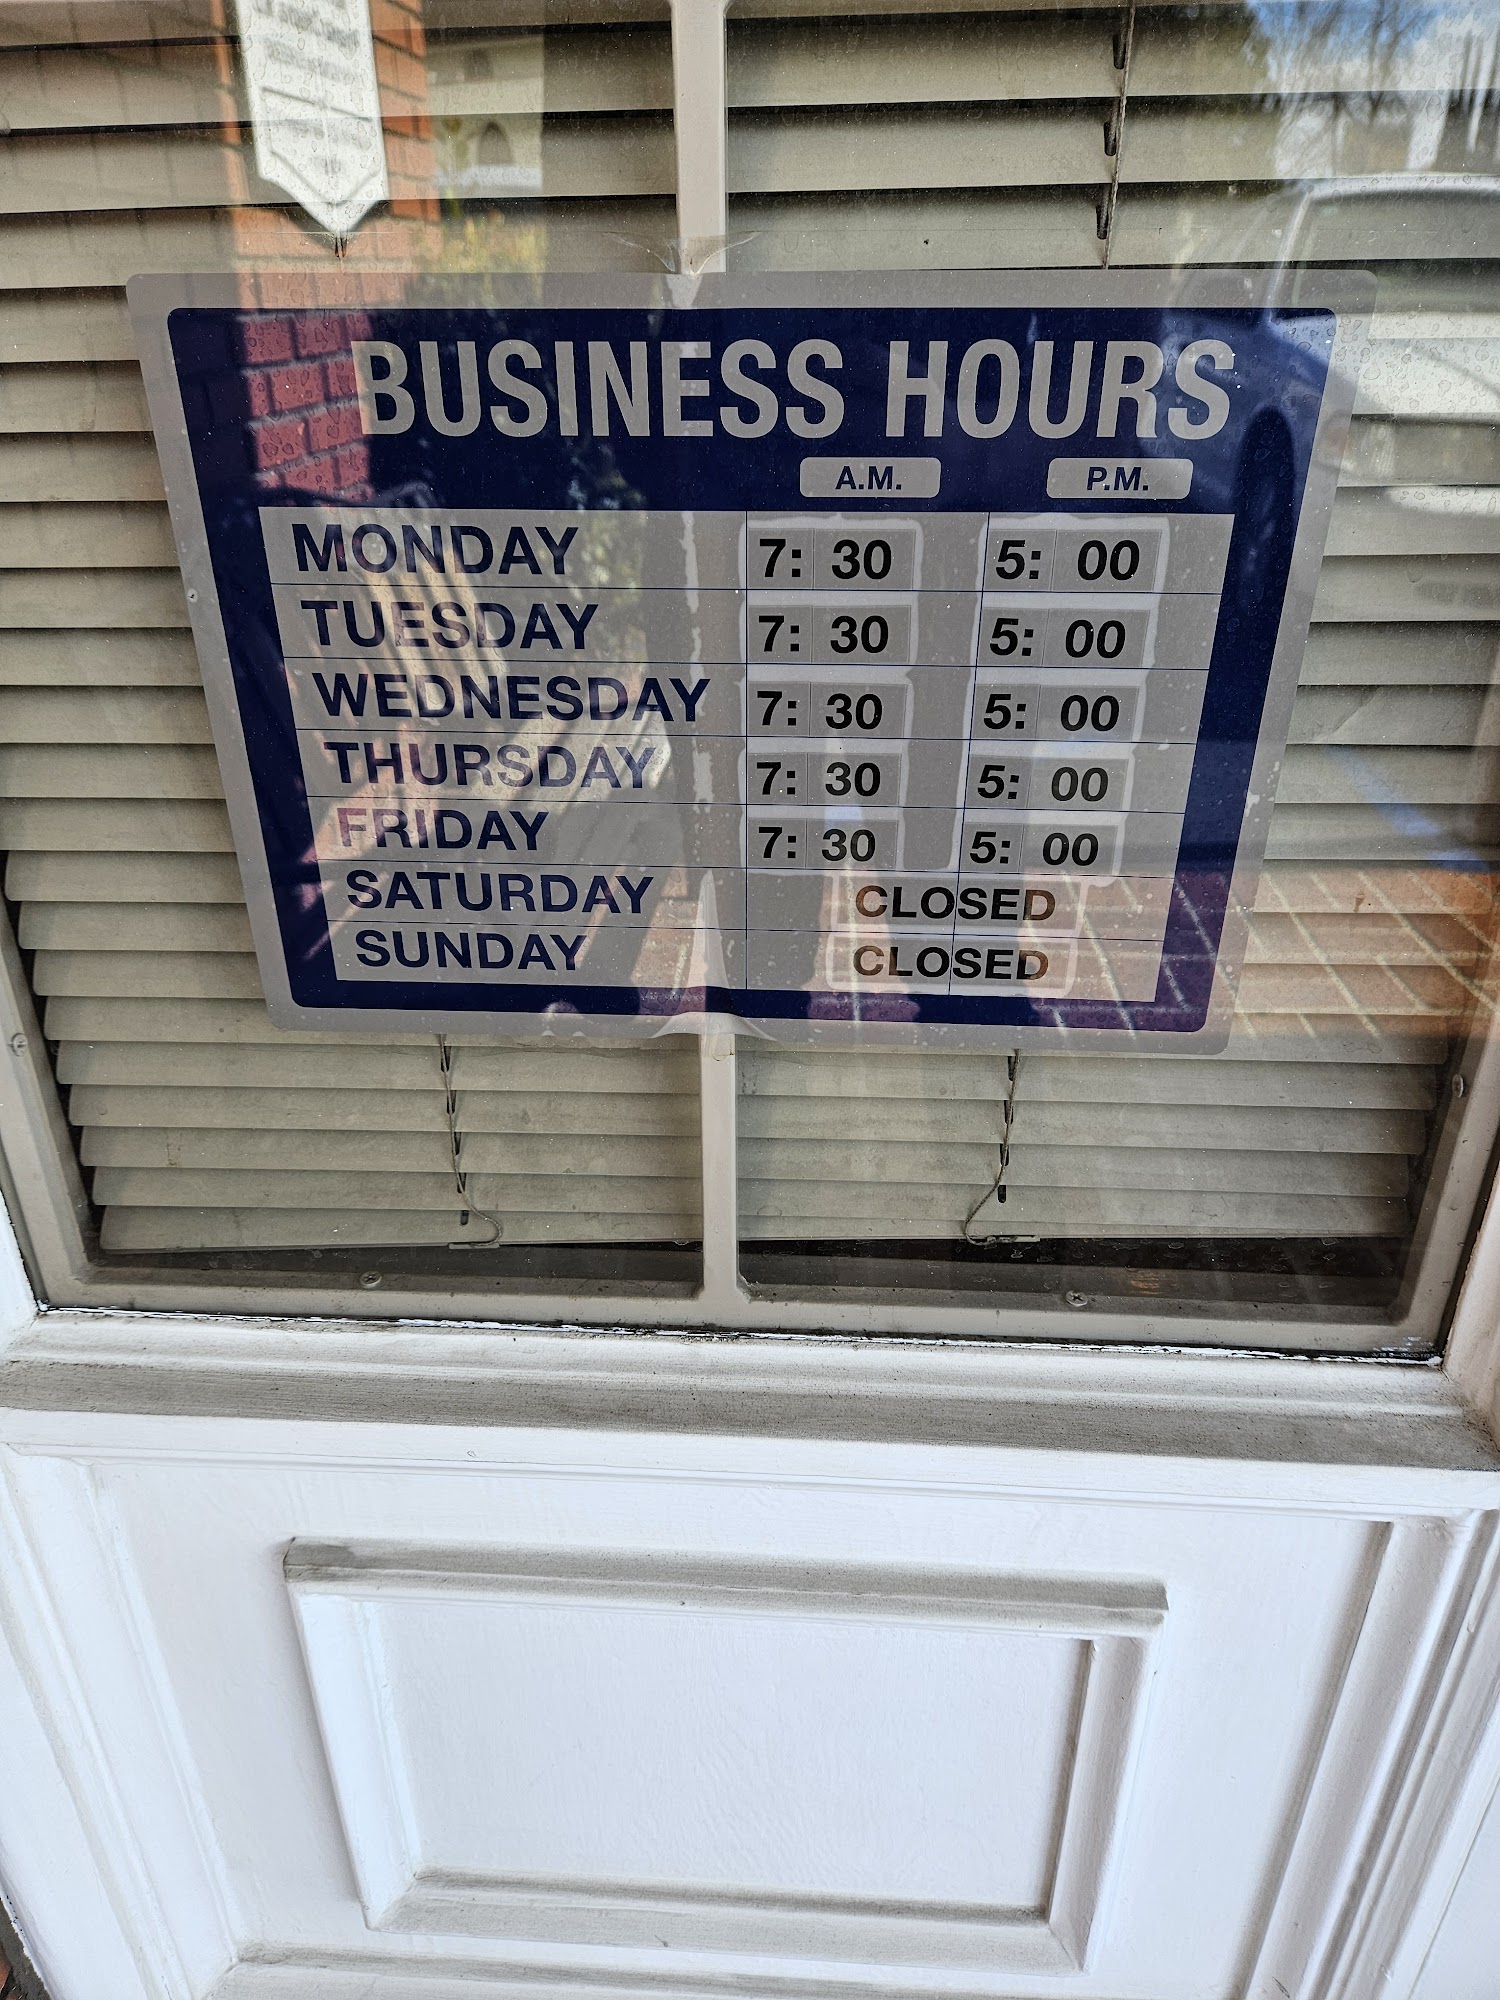 BUSINESS HOURS
A.M. P.M.
MONDAY 7: 30 5: 00
TUESDAY 7: 30 5: 00
WEDNESDAY 7: 30 5: 00
THURSDAY 7: 30 5: 00
FRIDAY 7: 30 5: 00
SATURDAY CLOSED
SUNDAY CLOSED